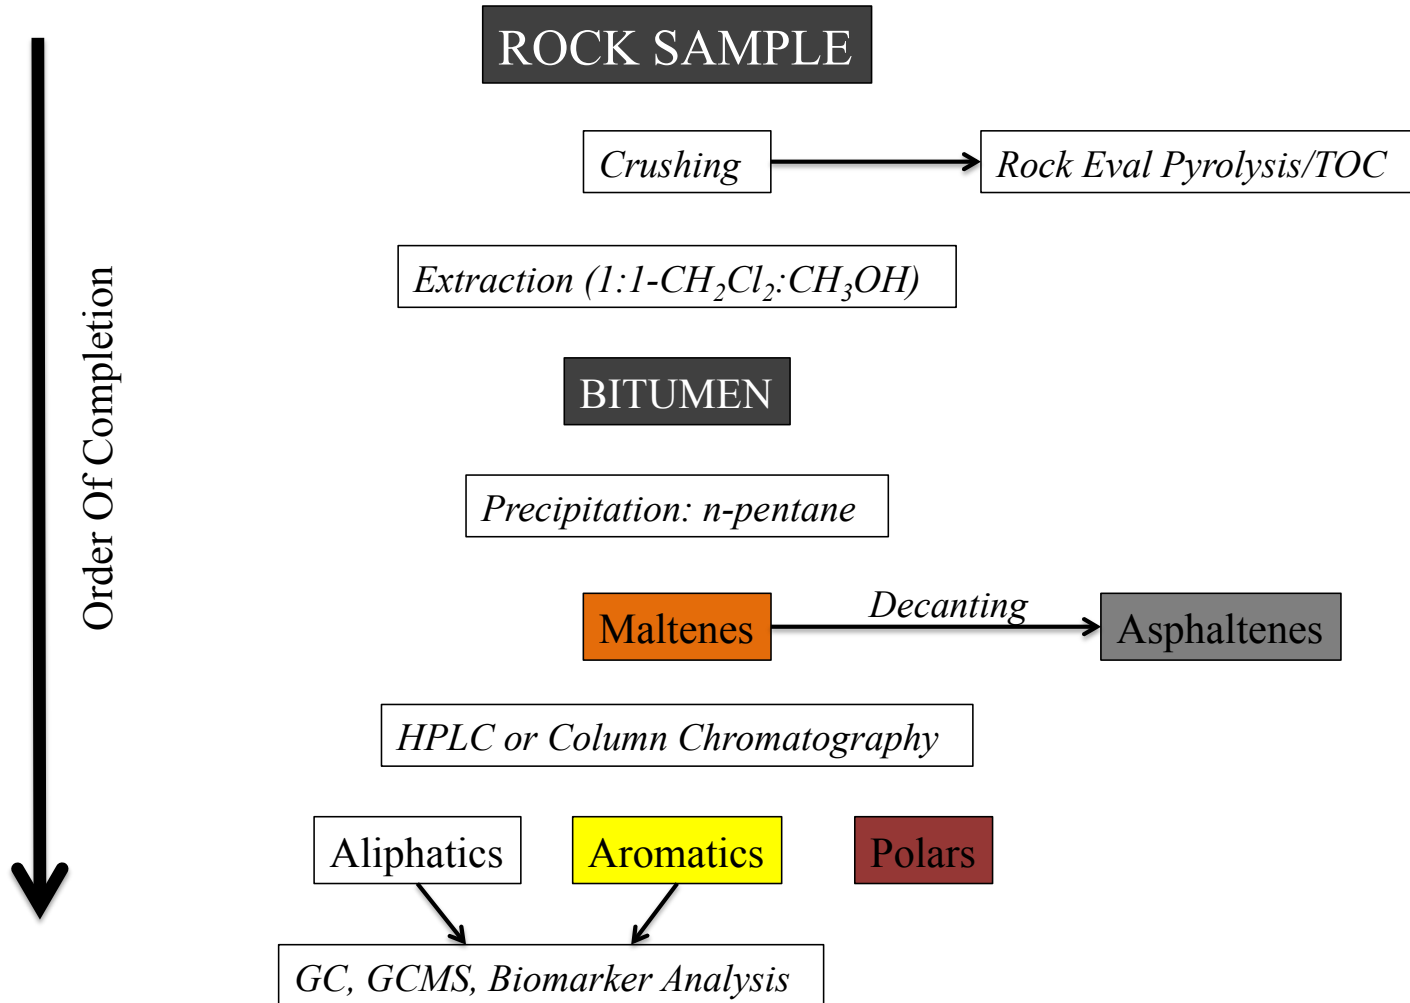 ROCK SAMPLE
Crushing
Rock Eval Pyrolysis/TOC
Extraction (1:1-CH₂Cl₂:CH₃OH)
BITUMEN
Order Of Completion
Precipitation: n-pentane
Maltenes
Decanting
Asphaltenes
HPLC or Column Chromatography
Aliphatics
Aromatics
Polars
GC, GCMS, Biomarker Analysis